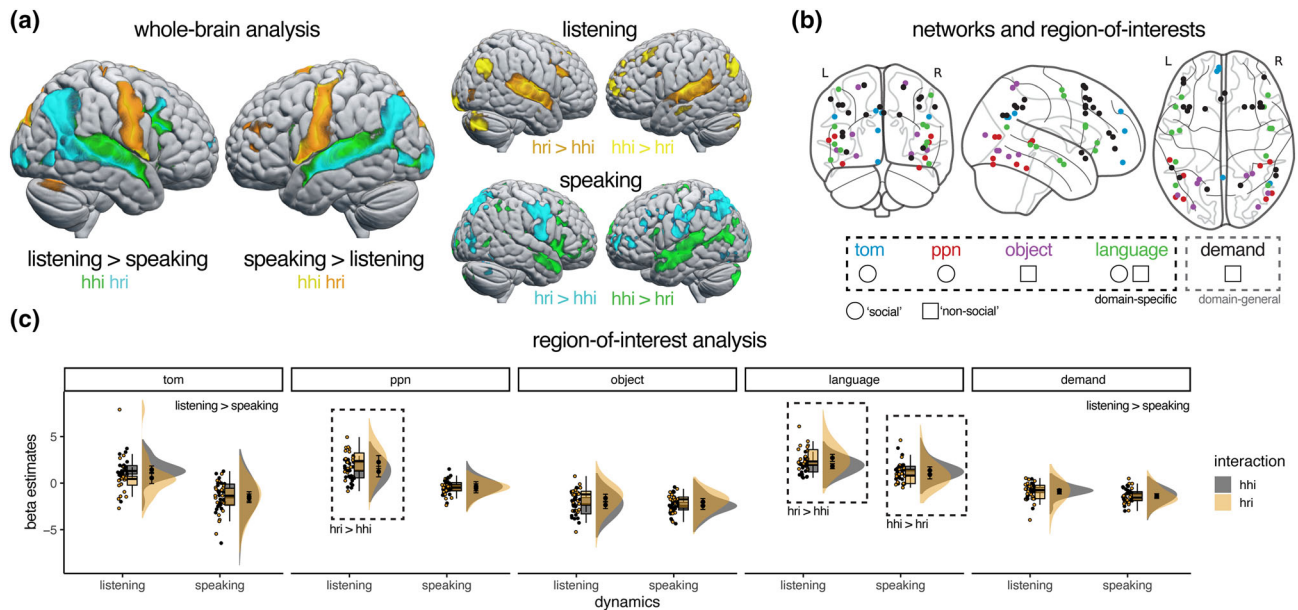 (a)
whole-brain analysis
listening > speaking
hhi hri
speaking > listening
hhi hri
listening
hri > hhi hhi > hri
speaking
hri > hhi hhi > hri
(b)
networks and region-of-interests
L R
L
R
tom ppn object language demand
domain-specific domain-general
'social' 'non-social'
(c)
region-of-interest analysis
tom ppn object language demand
listening > speaking listening > speaking
beta estimates
5
0
−5
hri > hhi
hri > hhi
hhi > hri
listening speaking listening speaking listening speaking listening speaking listening speaking
dynamics
interaction
hhi
hri